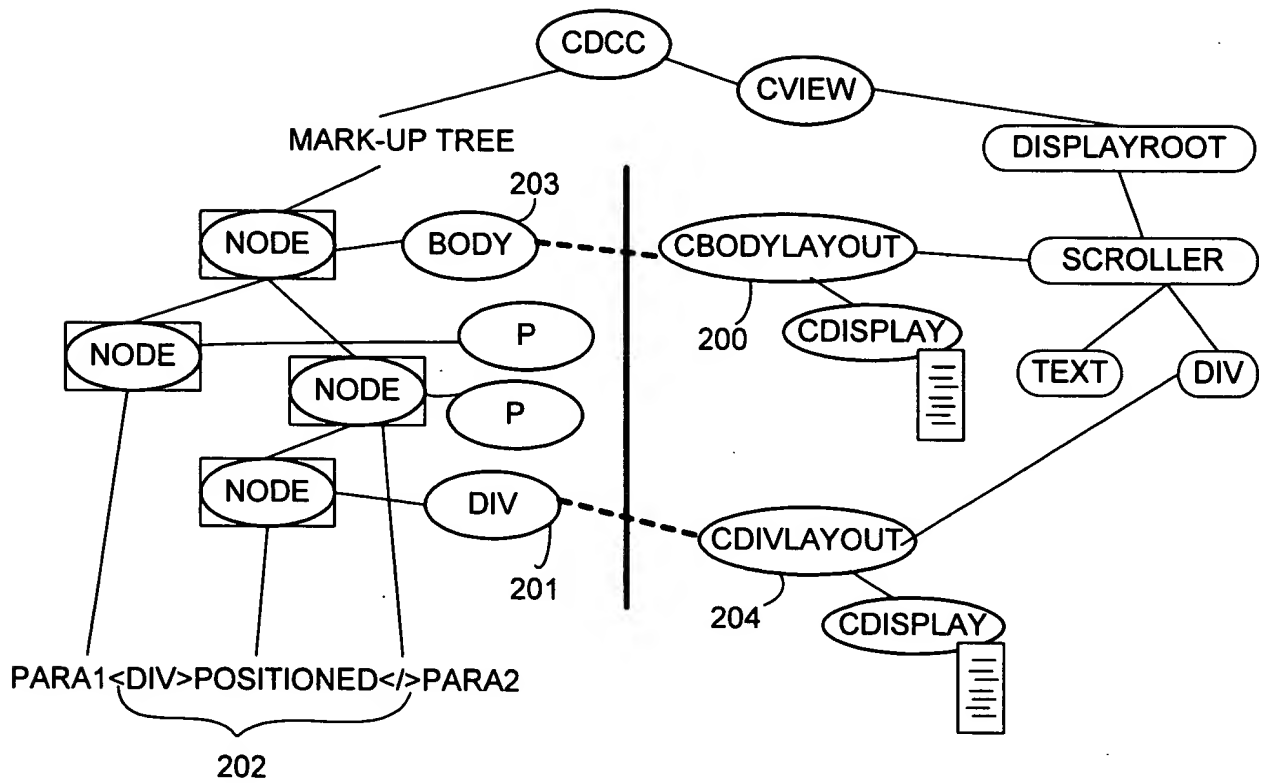 CDCC
CVIEW
MARK-UP TREE
DISPLAYROOT
203
NODE
BODY
CBODYLAYOUT
SCROLLER
NODE
P
200
CDISPLAY
NODE
TEXT
DIV
P
NODE
DIV
CDIVLAYOUT
201
204
CDISPLAY
PARA1<DIV>POSITIONED</>PARA2
202